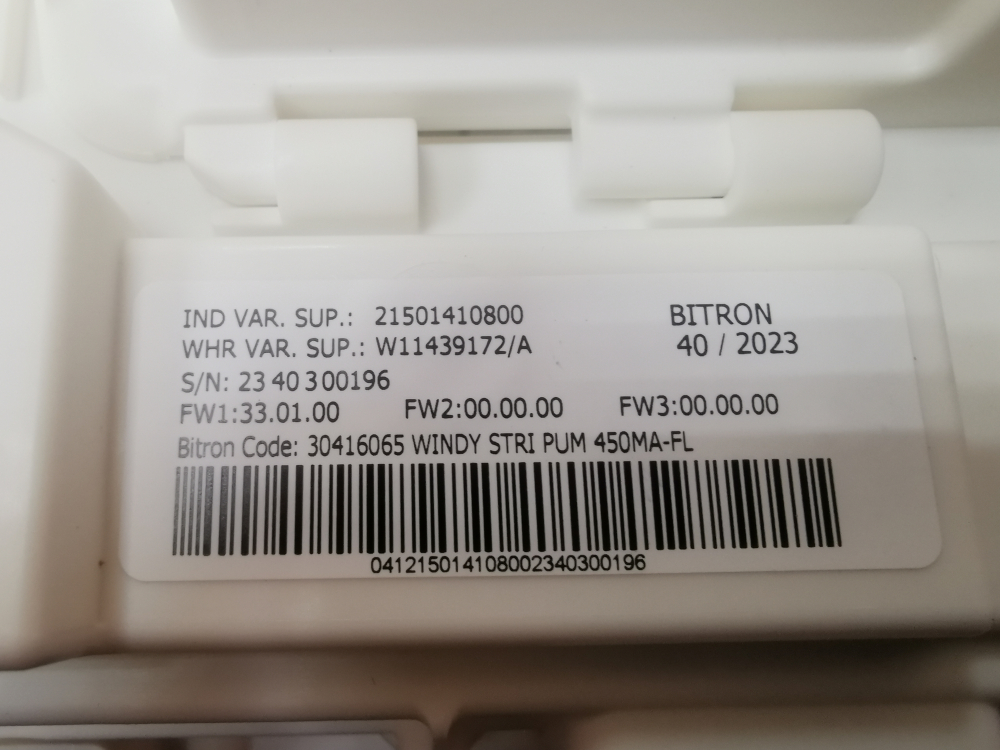 IND VAR. SUP.: 21501410800
BITRON
WHR VAR. SUP.: W11439172/A
40 / 2023
S/N: 23 40 3 00196
FW1:33.01.00 FW2:00.00.00 FW3:00.00.00
Bitron Code: 30416065 WINDY STRI PUM 450MA-FL
041215014108002340300196